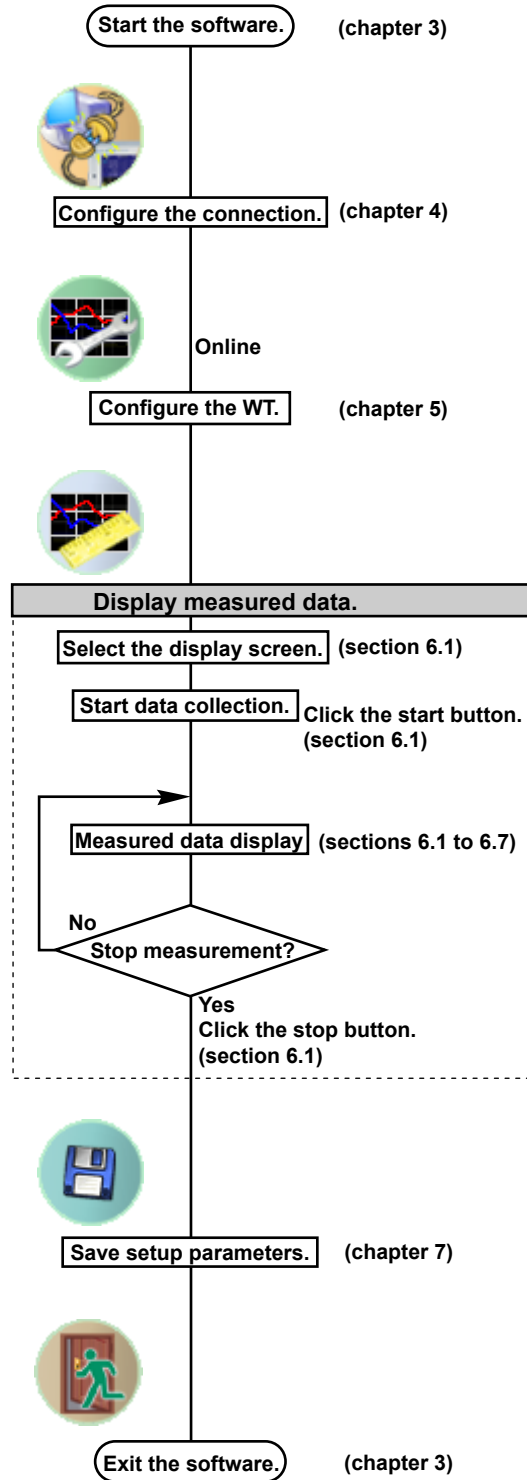 Start the software. (chapter 3)
Configure the connection. (chapter 4)
Online
Configure the WT. (chapter 5)
Display measured data.
Select the display screen. (section 6.1)
Start data collection. Click the start button.
(section 6.1)
Measured data display (sections 6.1 to 6.7)
No
Stop measurement?
Yes
Click the stop button.
(section 6.1)
Save setup parameters. (chapter 7)
Exit the software. (chapter 3)